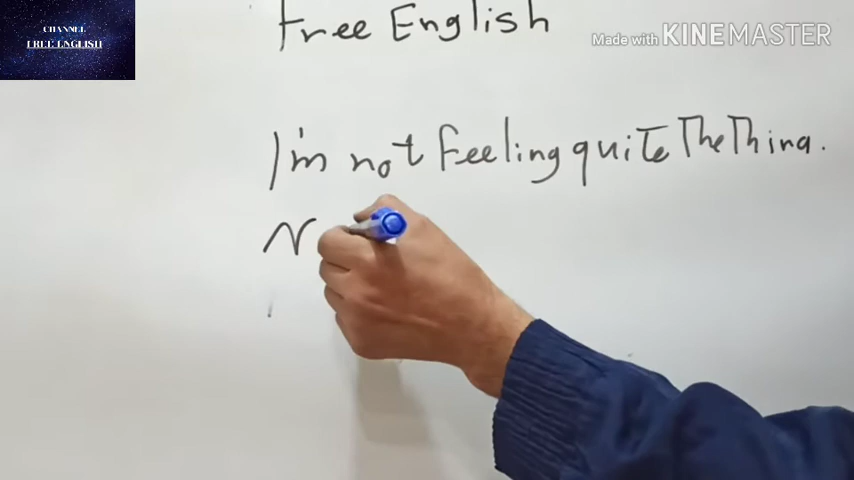 CHANNEL
FREE ENGLISH
Free English
Made with KINEMASTER
I'm not feeling quite The Thing.
N